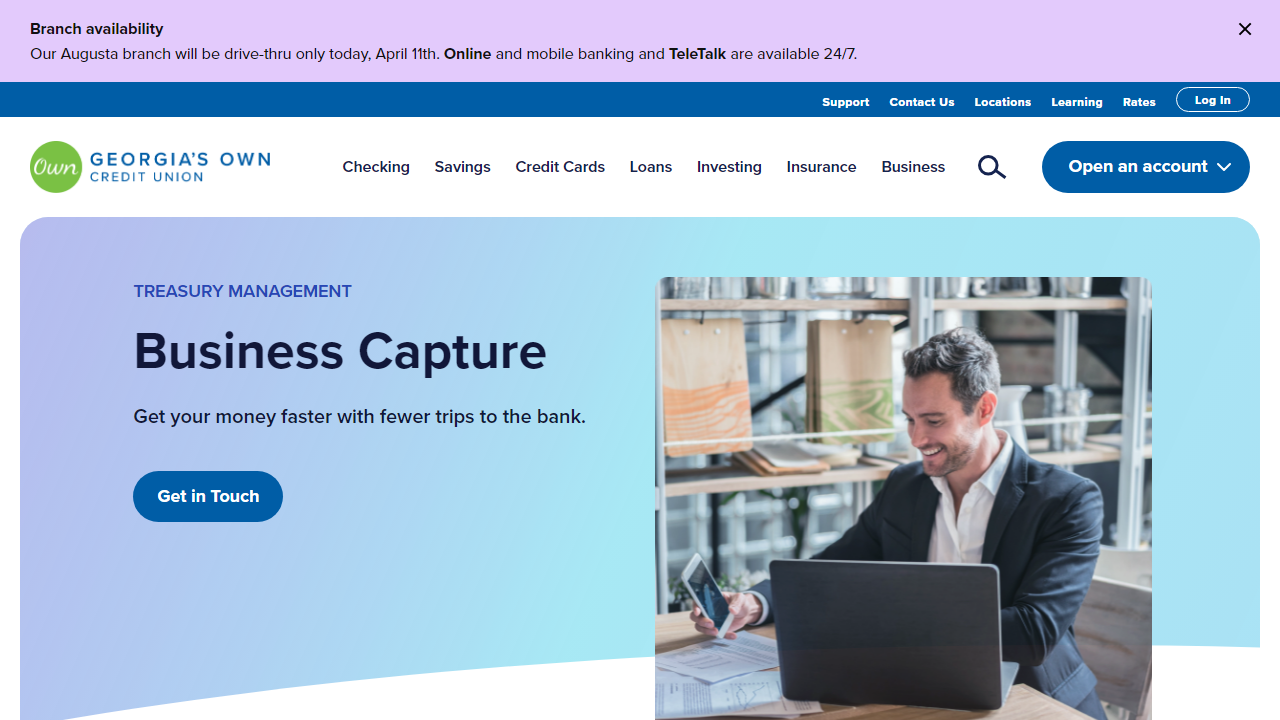 Branch availability
Our Augusta branch will be drive-thru only today, April 11th. Online and mobile banking and TeleTalk are available 24/7.
Support Contact Us Locations Learning Rates Log In
Own GEORGIA'S OWN
CREDIT UNION
Checking Savings Credit Cards Loans Investing Insurance Business Open an account
TREASURY MANAGEMENT
Business Capture
Get your money faster with fewer trips to the bank.
Get in Touch